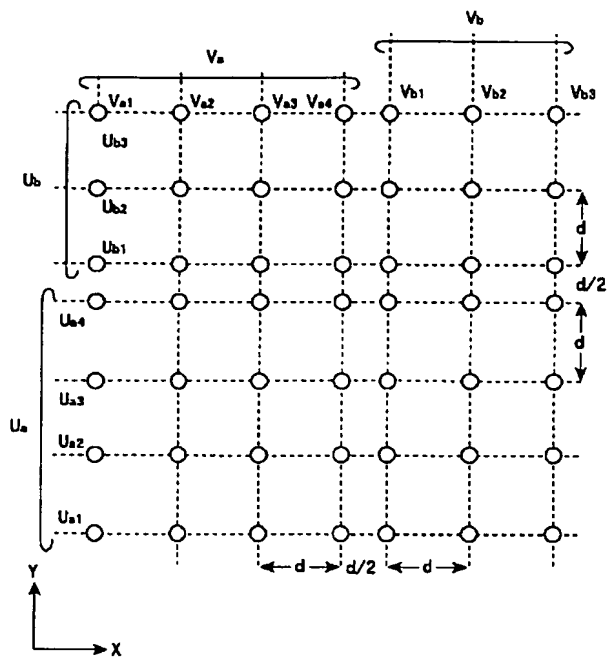 Va
Vb
Va1 Va2 Va3 Va4 Vb1 Vb2 Vb3
Ub3
Ub
Ub2
d
Ub1
d/2
Ua4
d
Ua3
Ua
Ua2
Ua1
d d/2 d
Y
X